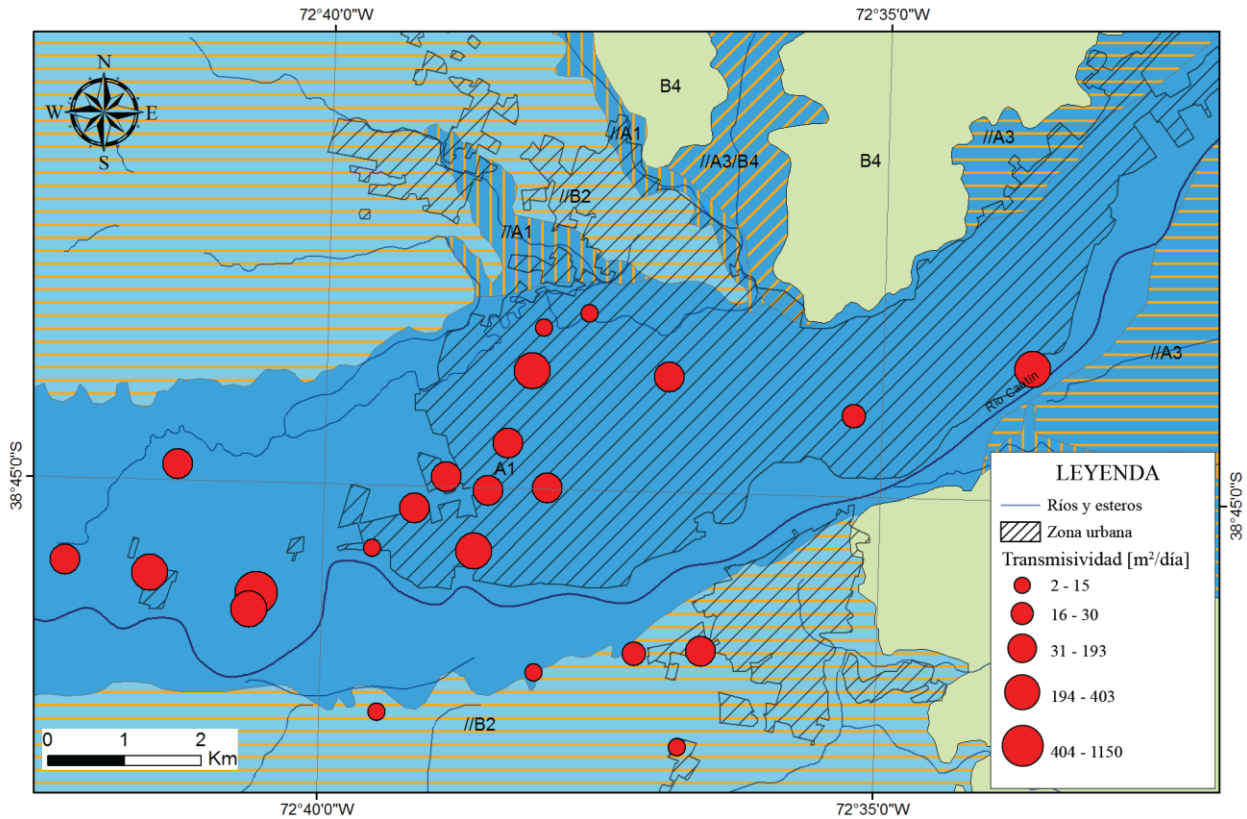 72°40'0"W
72°35'0"W
N
W
E
S
B4
//A1
//A3/B4
B4
//A3
//B2
//A1
//A3
Río Cautín
38°45'0"S
A1
38°45'0"S
LEYENDA
Ríos y esteros
Zona urbana
Transmisividad [m²/día]
2 - 15
16 - 30
31 - 193
194 - 403
404 - 1150
//B2
0 1 2
Km
72°40'0"W
72°35'0"W